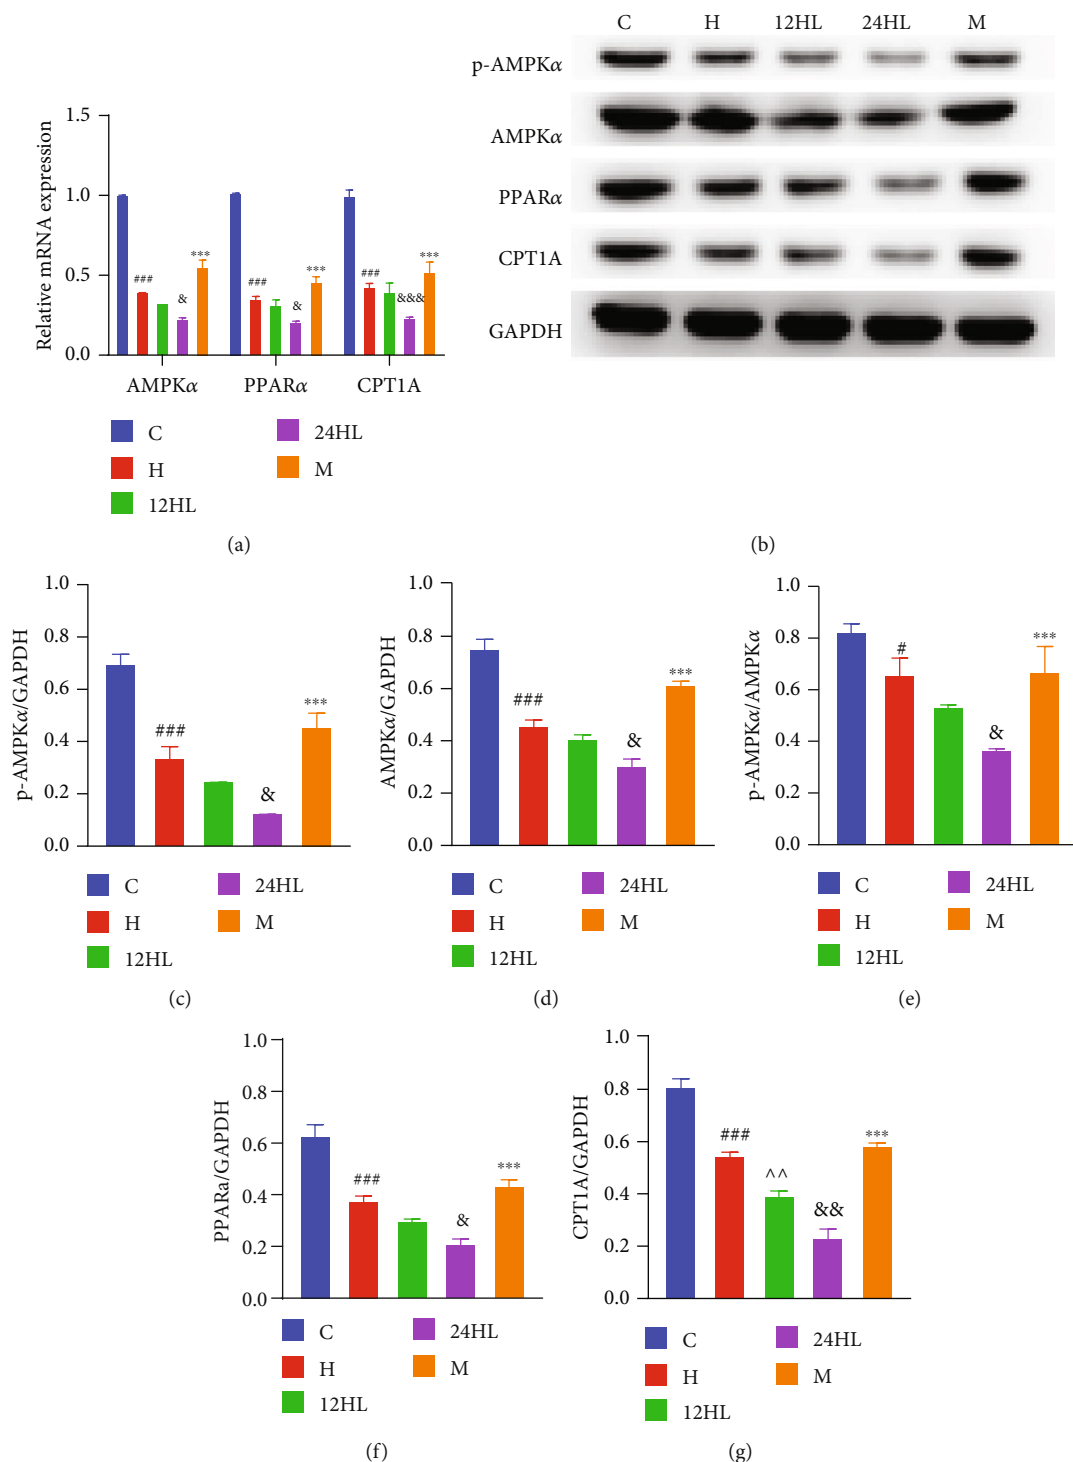 Relative mRNA expression
1.5
1.0
0.5
0.0
###
&
***
###
&
***
###
&&&
***
AMPKα PPARα CPT1A
C 24HL
H M
12HL
(a)
C H 12HL 24HL M
p-AMPKα
AMPKα
PPARα
CPT1A
GAPDH
(b)
p-AMPKα/GAPDH
1.0
0.8
0.6
0.4
0.2
0.0
###
&
***
C 24HL
H M
12HL
(c)
AMPKα/GAPDH
1.0
0.8
0.6
0.4
0.2
0.0
###
&
***
C 24HL
H M
12HL
(d)
p-AMPKα/AMPKα
1.0
0.8
0.6
0.4
0.2
0.0
#
&
***
C 24HL
H M
12HL
(e)
PPARa/GAPDH
1.0
0.8
0.6
0.4
0.2
0.0
###
&
***
C 24HL
H M
12HL
(f)
CPT1A/GAPDH
1.0
0.8
0.6
0.4
0.2
0.0
###
^^
&&
***
C 24HL
H M
12HL
(g)